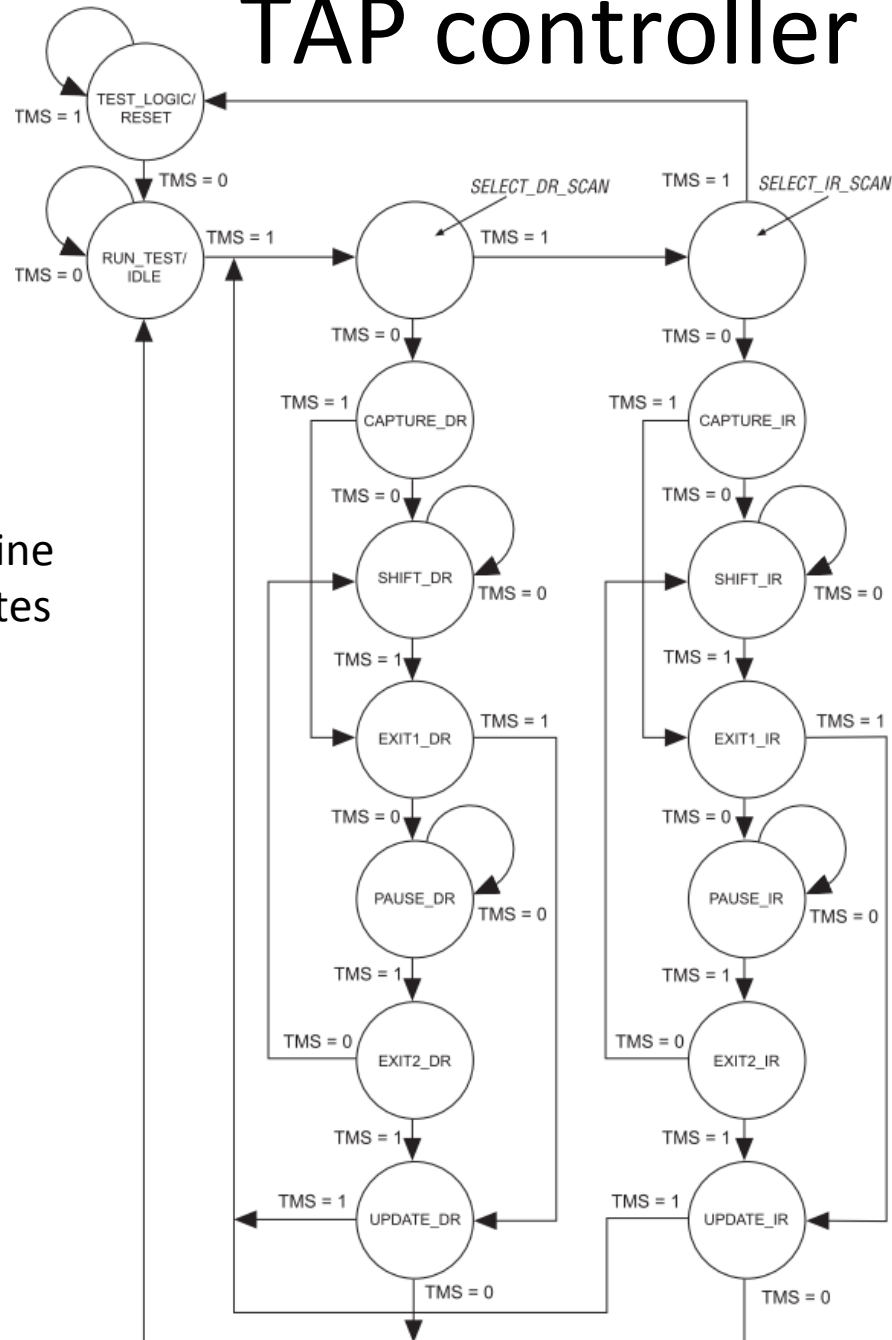 TAP controller
TEST_LOGIC/
RESET
TMS = 1
TMS = 0
SELECT_DR_SCAN
TMS = 1
SELECT_IR_SCAN
RUN_TEST/
IDLE
TMS = 0
TMS = 1
TMS = 1
TMS = 0
TMS = 0
TMS = 1
CAPTURE_DR
TMS = 1
CAPTURE_IR
TMS = 0
TMS = 0
ine
tes
SHIFT_DR
TMS = 0
SHIFT_IR
TMS = 0
TMS = 1
TMS = 1
EXIT1_DR
TMS = 1
EXIT1_IR
TMS = 1
TMS = 0
TMS = 0
PAUSE_DR
TMS = 0
PAUSE_IR
TMS = 0
TMS = 1
TMS = 1
TMS = 0
EXIT2_DR
TMS = 0
EXIT2_IR
TMS = 1
TMS = 1
TMS = 1
UPDATE_DR
TMS = 1
UPDATE_IR
TMS = 0
TMS = 0